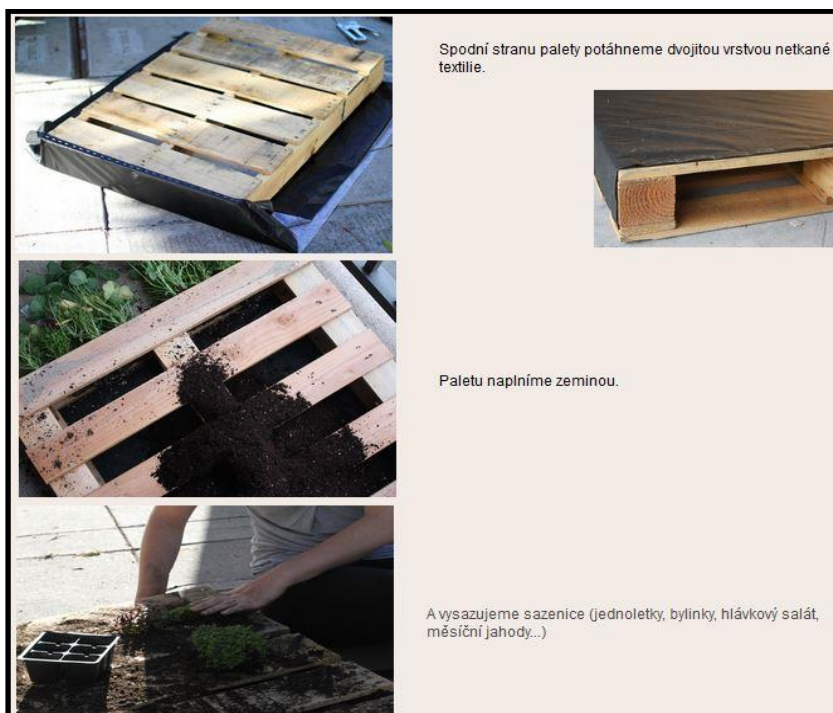 Spodní stranu palety potáhneme dvojitou vrstvou netkané
textilie.
Paletu naplníme zeminou.
A vysazujeme sazenice (jednoletky, bylinky, hlávkový salát,
měsíční jahody...)